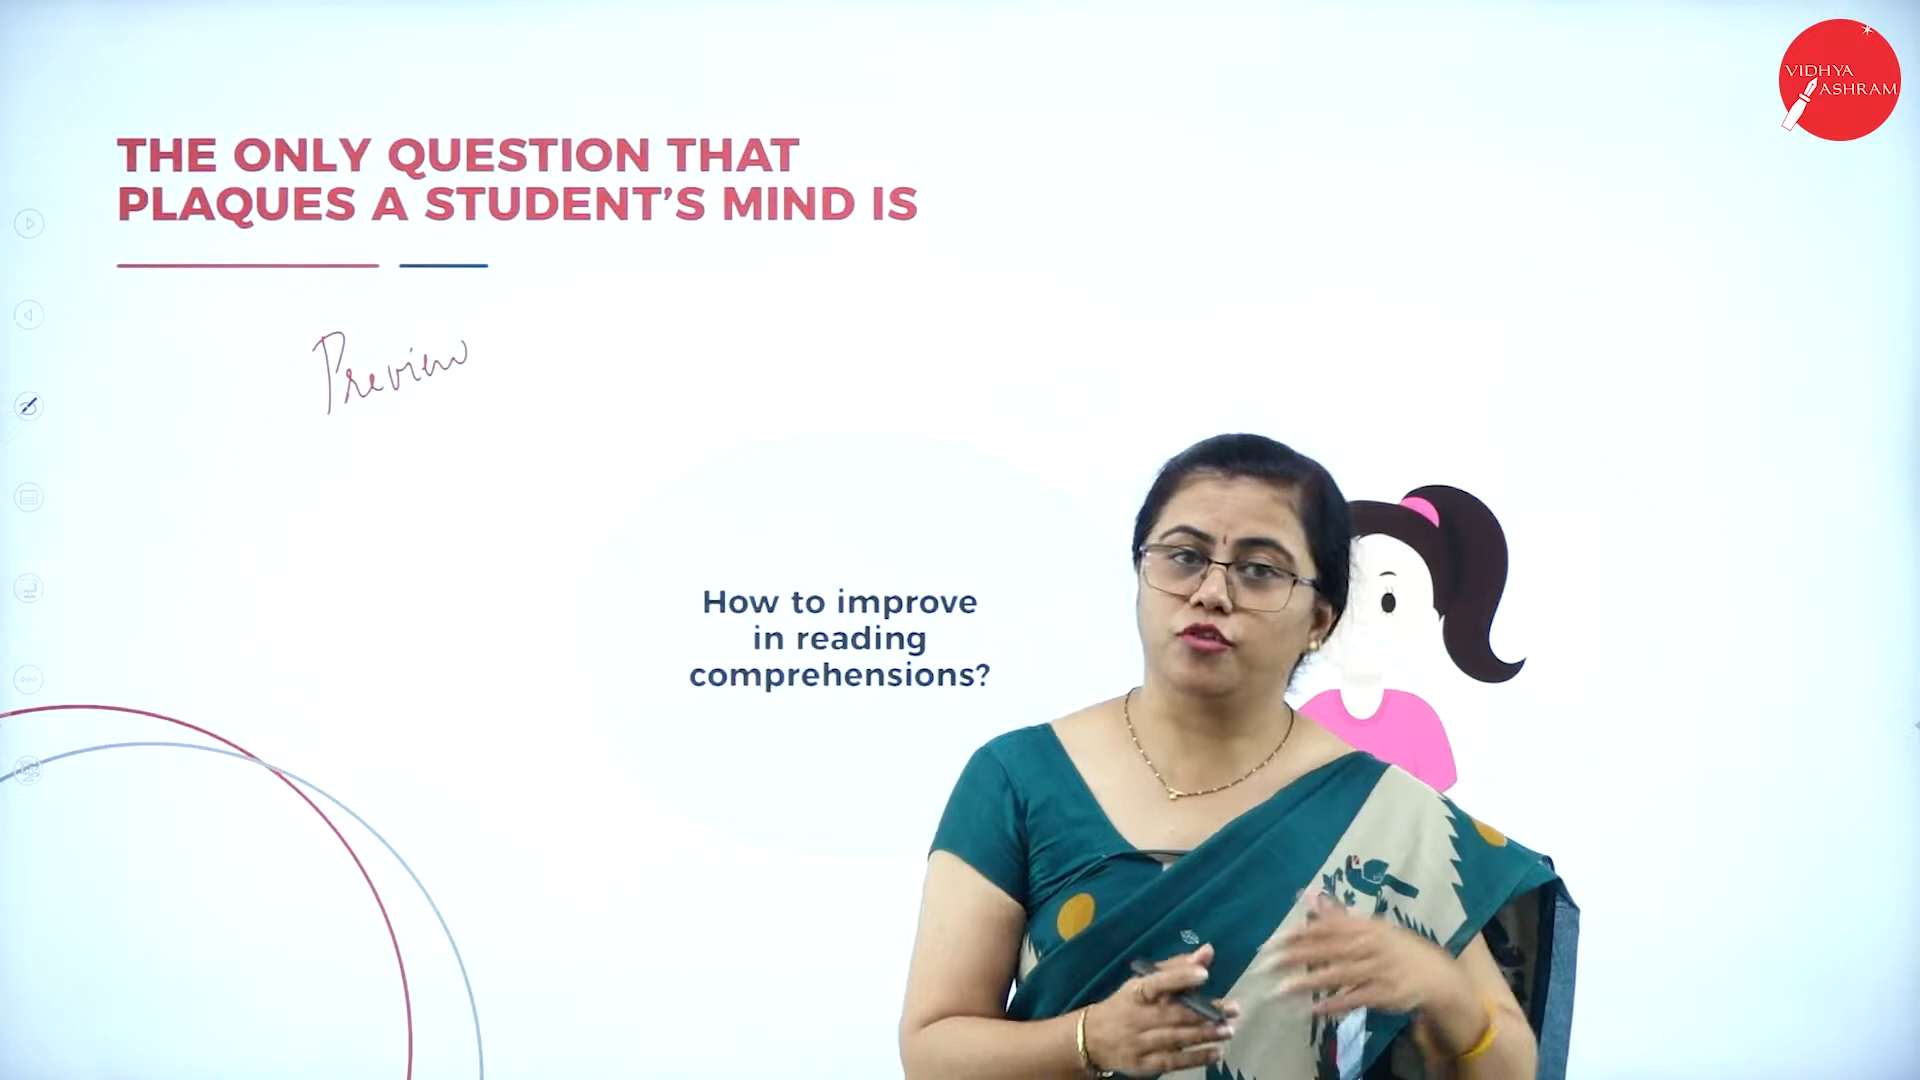 VIDHYA
ASHRAM
THE ONLY QUESTION THAT
PLAQUES A STUDENT’S MIND IS
Preview
How to improve
in reading
comprehensions?